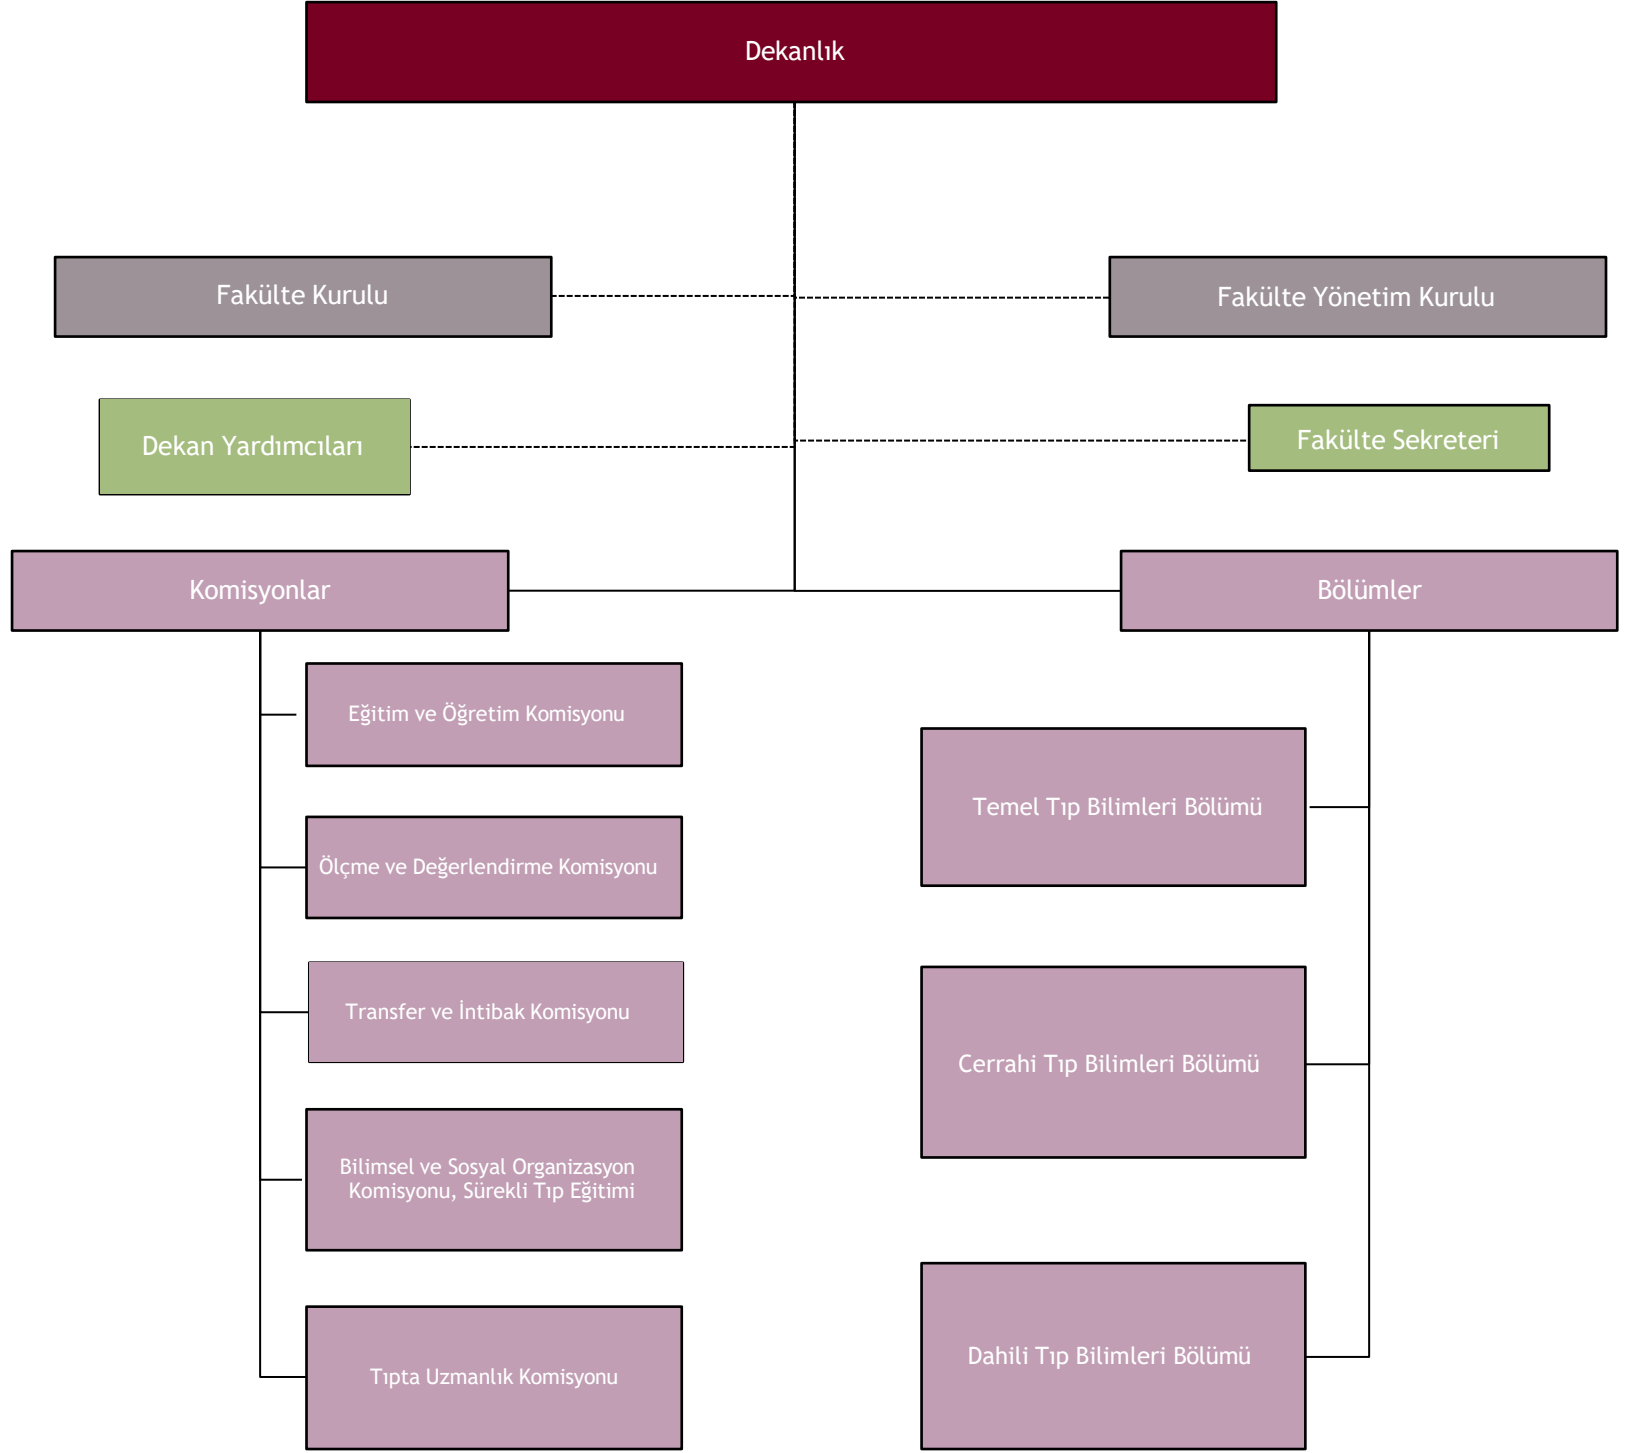 Dekanlık
Fakülte Kurulu
Fakülte Yönetim Kurulu
Dekan Yardımcıları
Fakülte Sekreteri
Komisyonlar
Bölümler
Eğitim ve Öğretim Komisyonu
Ölçme ve Değerlendirme Komisyonu
Transfer ve İntibak Komisyonu
Bilimsel ve Sosyal Organizasyon
Komisyonu, Sürekli Tıp Eğitimi
Tıpta Uzmanlık Komisyonu
Temel Tıp Bilimleri Bölümü
Cerrahi Tıp Bilimleri Bölümü
Dahili Tıp Bilimleri Bölümü